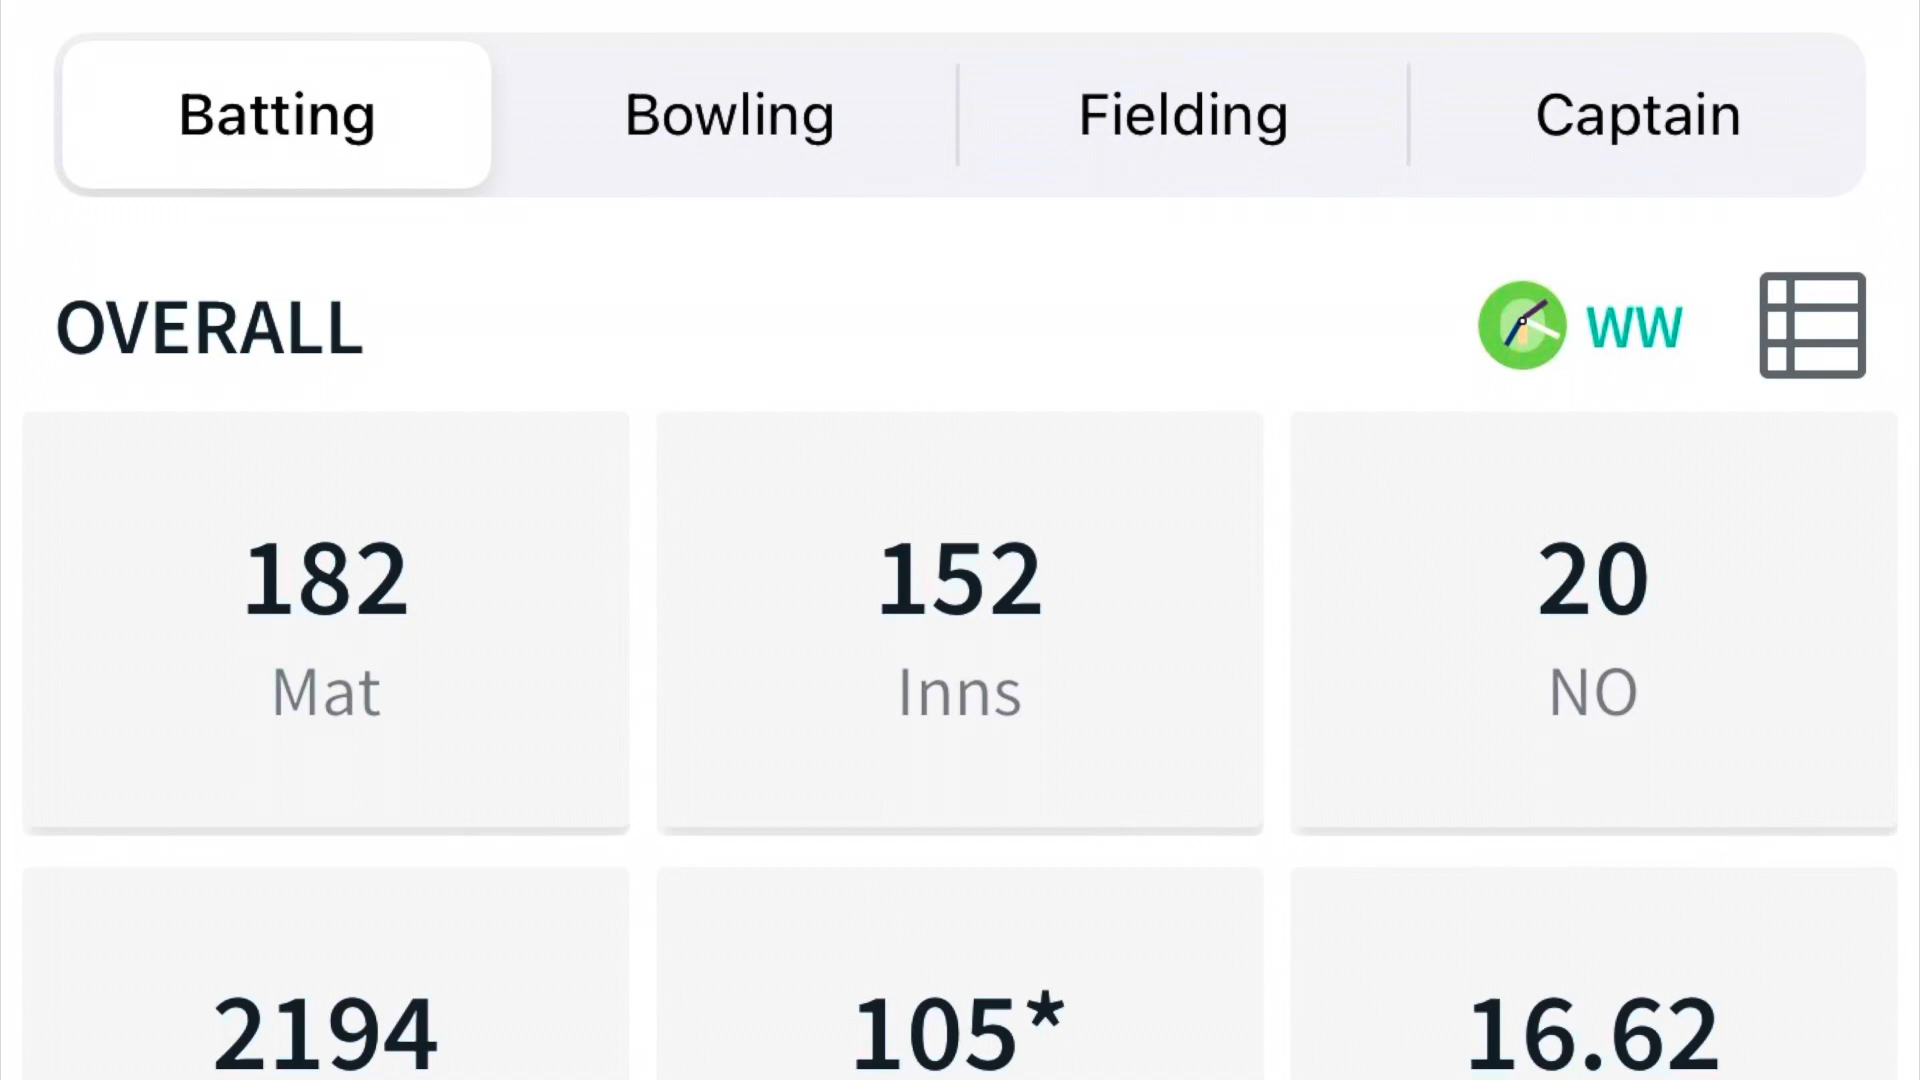 Batting Bowling Fielding Captain
OVERALL WW
182 152 20
Mat Inns NO
2194 105* 16.62